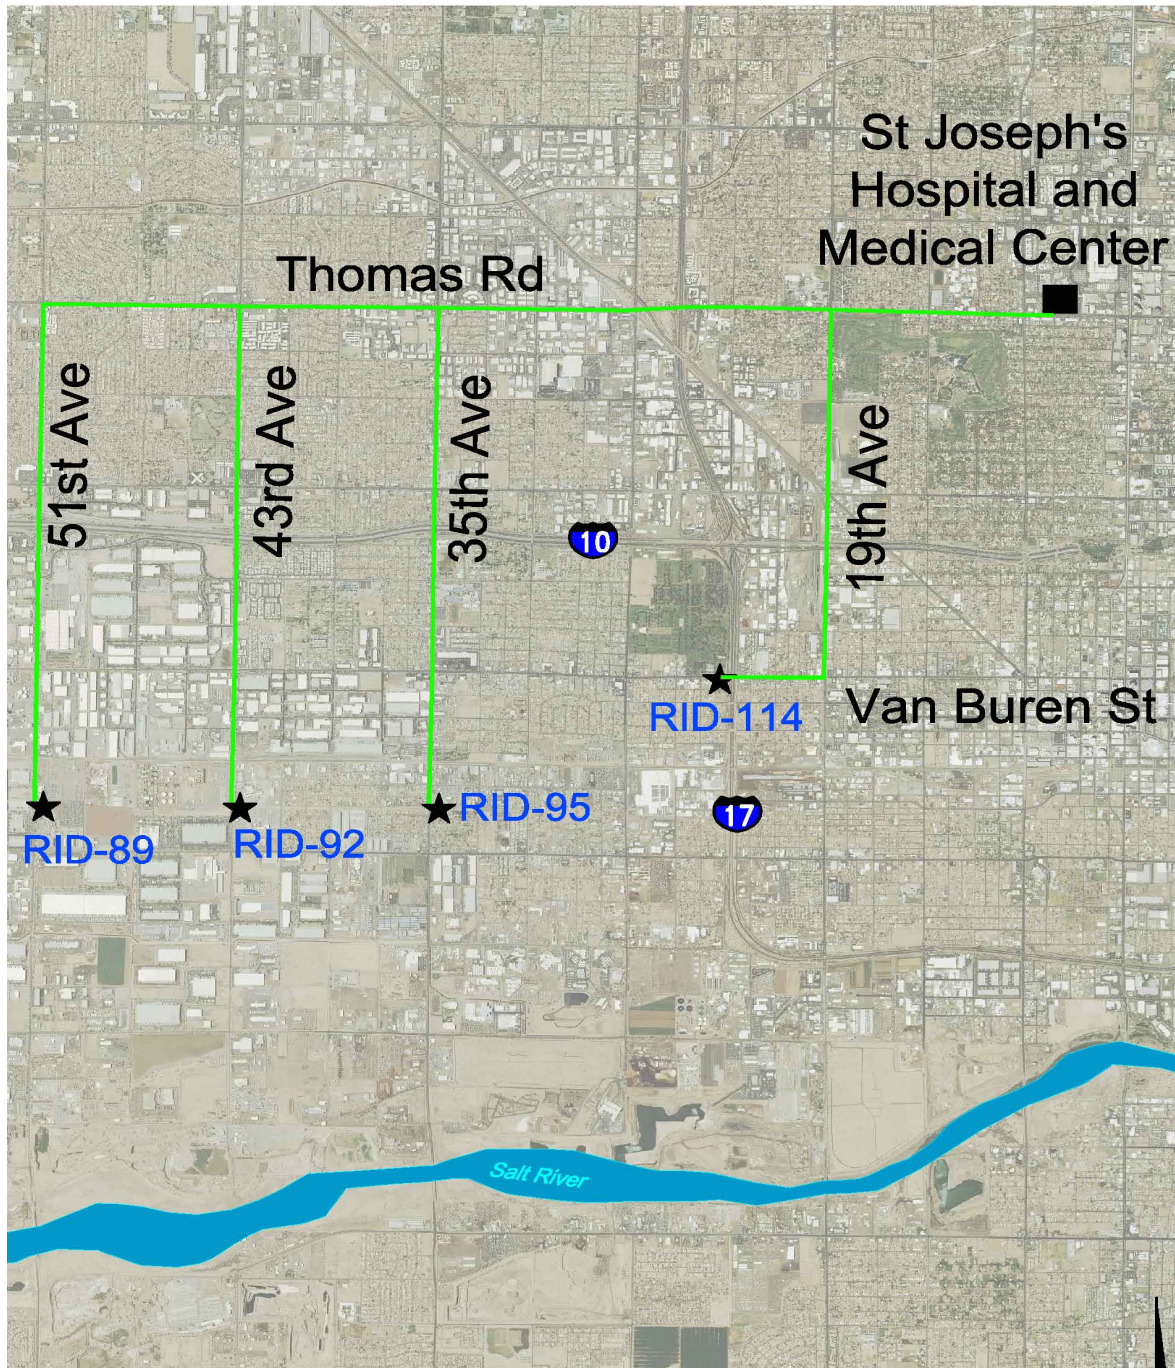 St Joseph's
Hospital and
Medical Center
Thomas Rd
51st Ave
43rd Ave
35th Ave
19th Ave
10
RID-114
Van Buren St
RID-89
RID-92
RID-95
17
Salt River